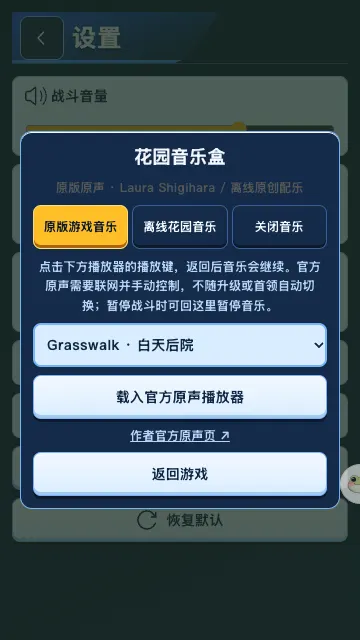 设置
战斗音量
花园音乐盒
原版原声 · Laura Shigihara / 离线原创配乐
原版游戏音乐
离线花园音乐
关闭音乐
点击下方播放器的播放键，返回后音乐会继续。官方
原声需要联网并手动控制，不随升级或首领自动切
换；暂停战斗时可回这里暂停音乐。
Grasswalk · 白天后院
载入官方原声播放器
作者官方原声页 ↗
返回游戏
恢复默认